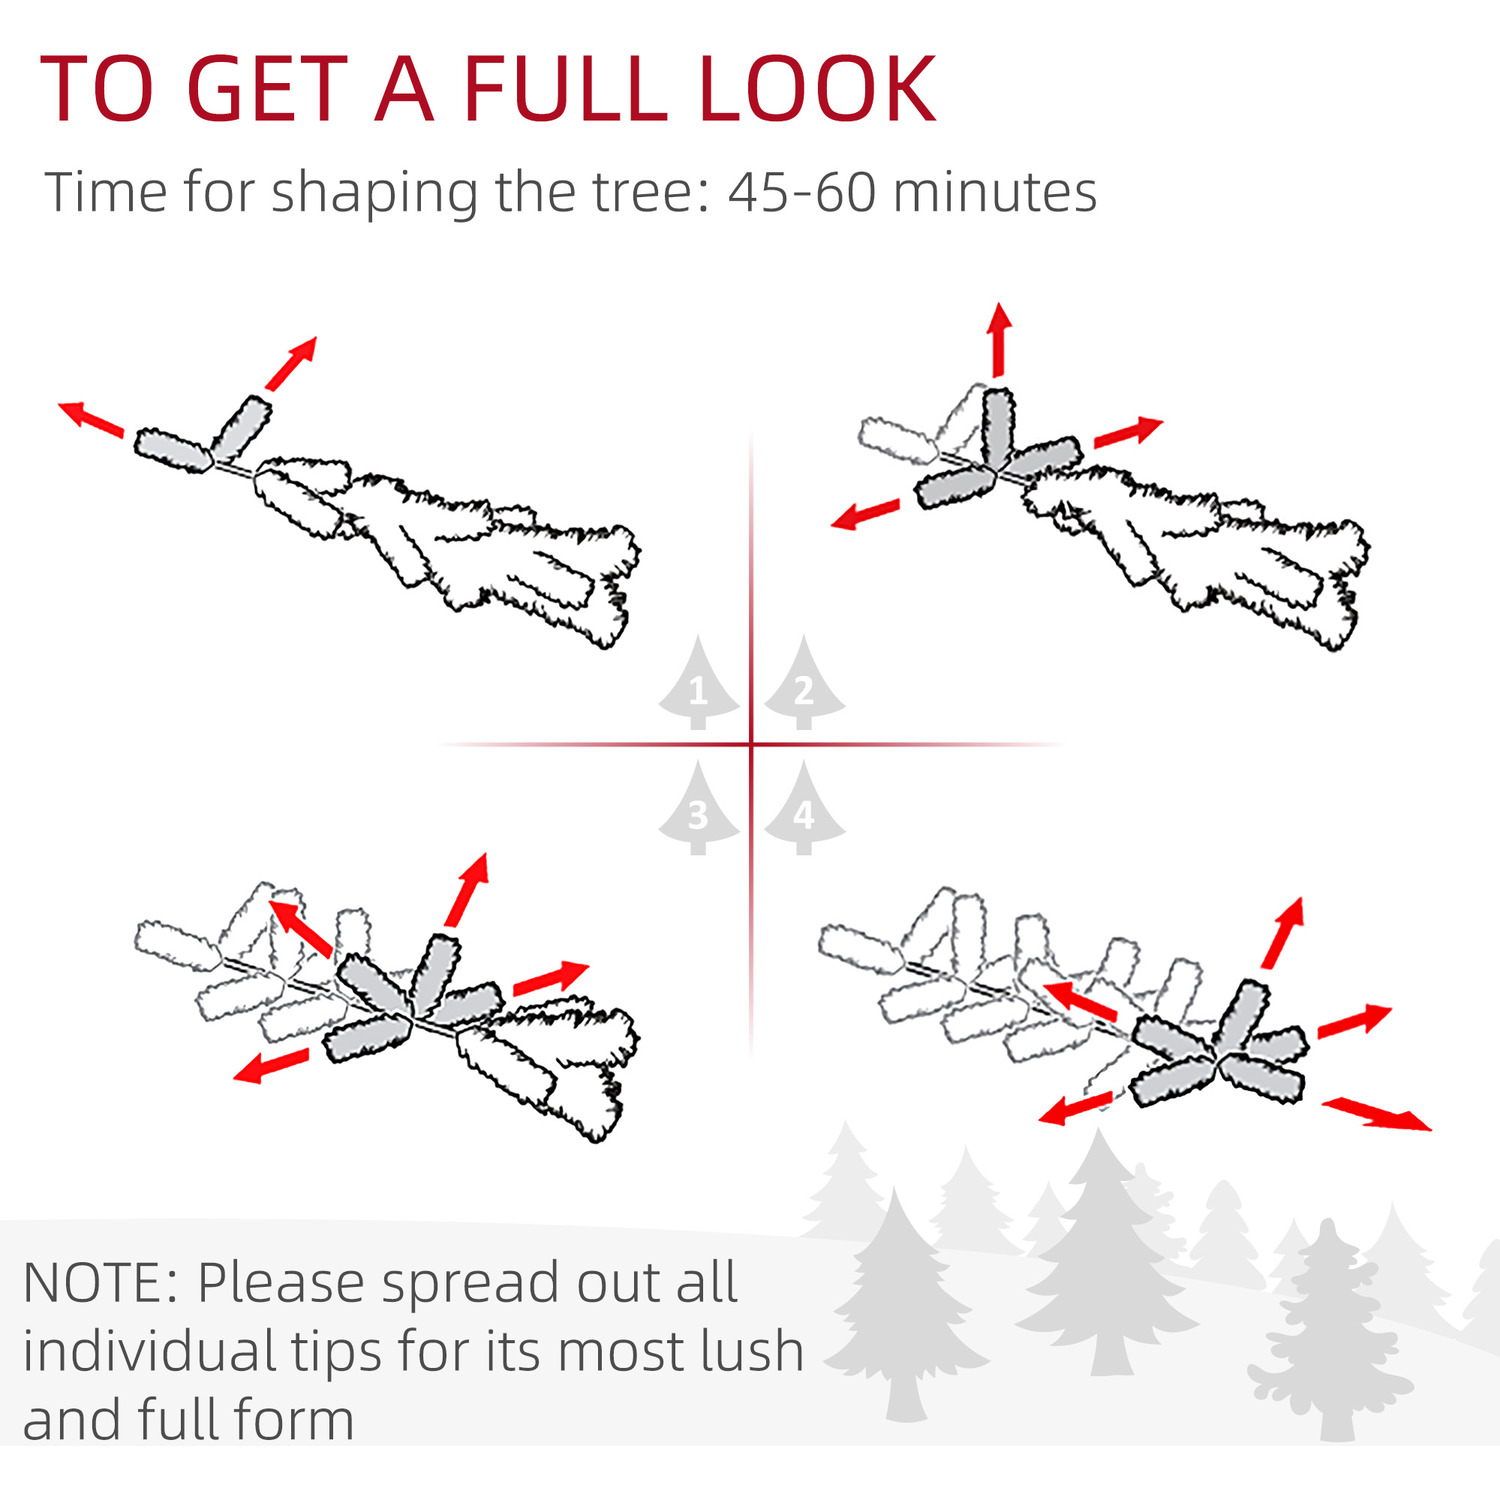 TO GET A FULL LOOK
Time for shaping the tree: 45-60 minutes
1
2
3
4
NOTE: Please spread out all
individual tips for its most lush
and full form